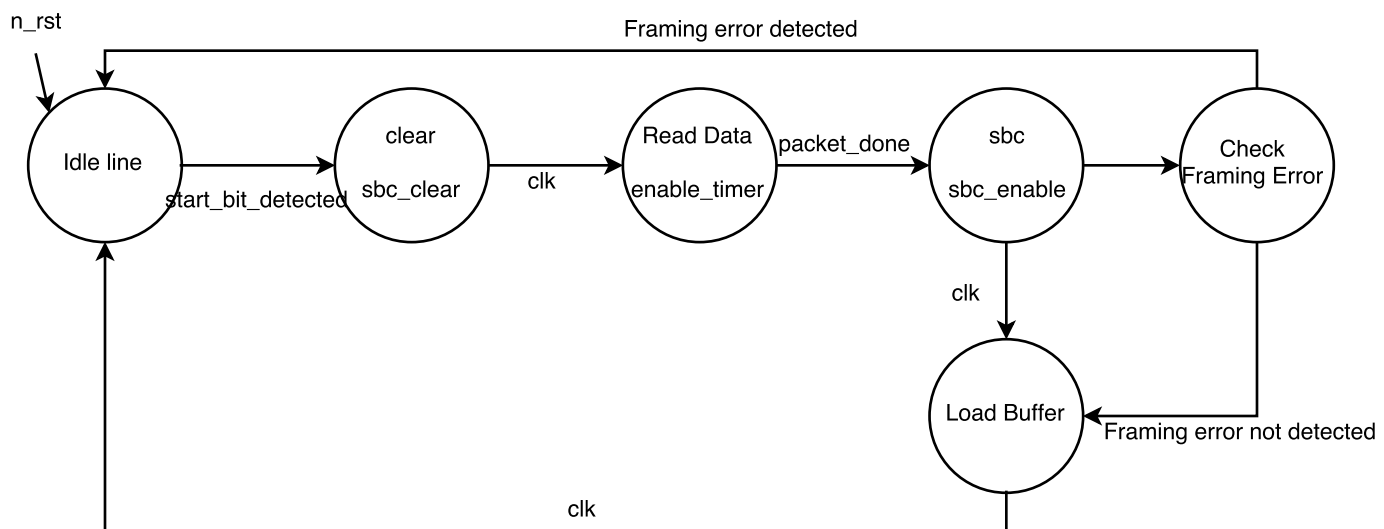 n_rst
Framing error detected
Idle line
start_bit_detected
clear
sbc_clear
clk
Read Data
enable_timer
packet_done
sbc
sbc_enable
Check
Framing Error
clk
Load Buffer
Framing error not detected
clk